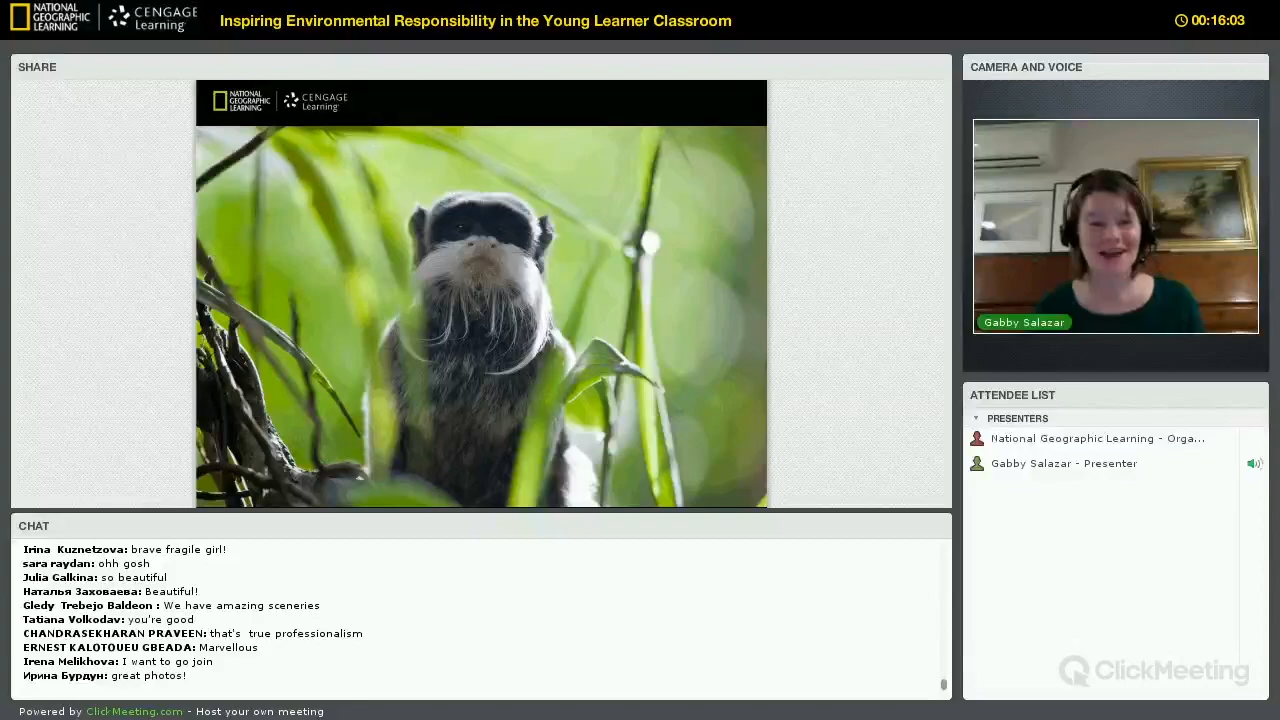 NATIONAL
GEOGRAPHIC
LEARNING
CENGAGE
Learning
Inspiring Environmental Responsibility in the Young Learner Classroom
00:16:03
SHARE
NATIONAL
GEOGRAPHIC
LEARNING
CENGAGE
Learning
CAMERA AND VOICE
Gabby Salazar
ATTENDEE LIST
PRESENTERS
National Geographic Learning - Orga...
Gabby Salazar - Presenter
CHAT
Irina Kuznetzova: brave fragile girl!
sara raydan: ohh gosh
Julia Galkina: so beautiful
Наталья Заховаева: Beautiful!
Gledy Trebejo Baldeon : We have amazing sceneries
Tatiana Volkodav: you're good
CHANDRASEKHARAN PRAVEEN: that's true professionalism
ERNEST KALOTOUEU GBEADA: Marvellous
Irena Melikhova: I want to go join
Ирина Бурдун: great photos!
ClickMeeting
Powered by ClickMeeting.com - Host your own meeting